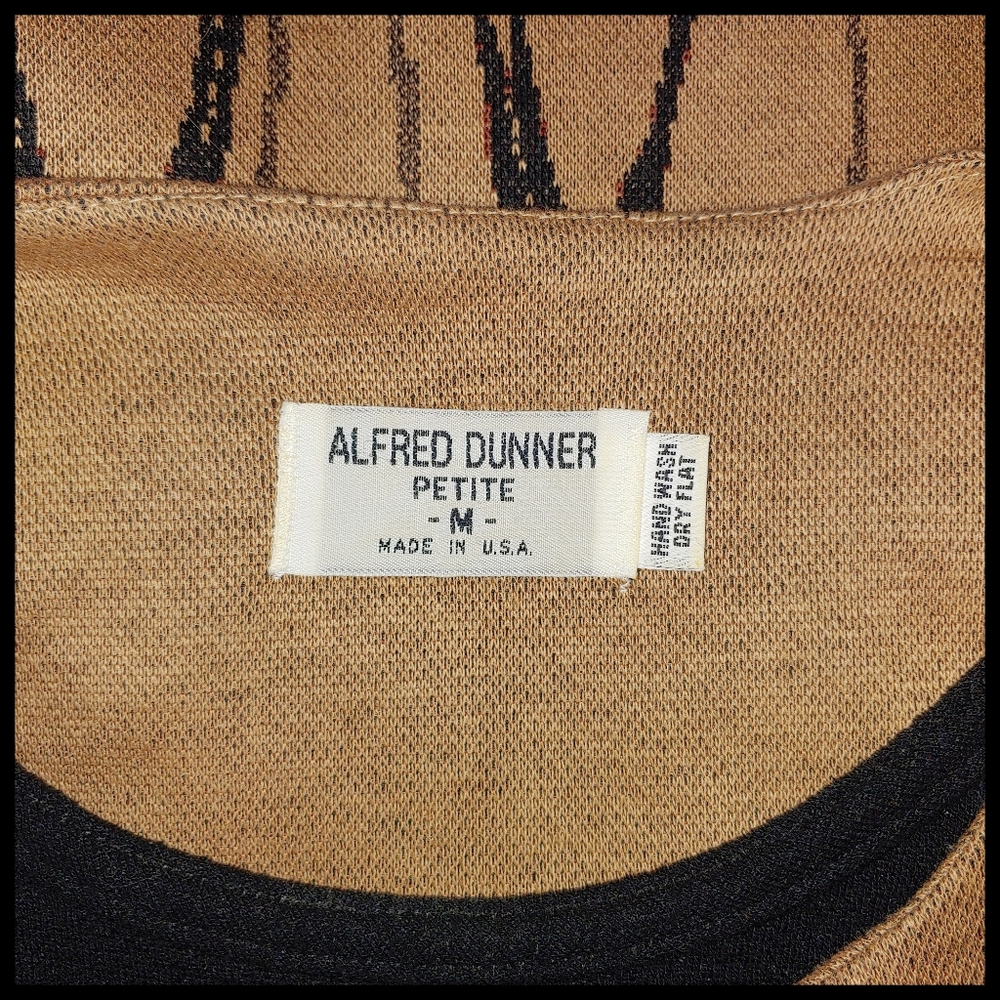 ALFRED DUNNER
PETITE
- M -
MADE IN U.S.A.
HAND WASH
DRY FLAT